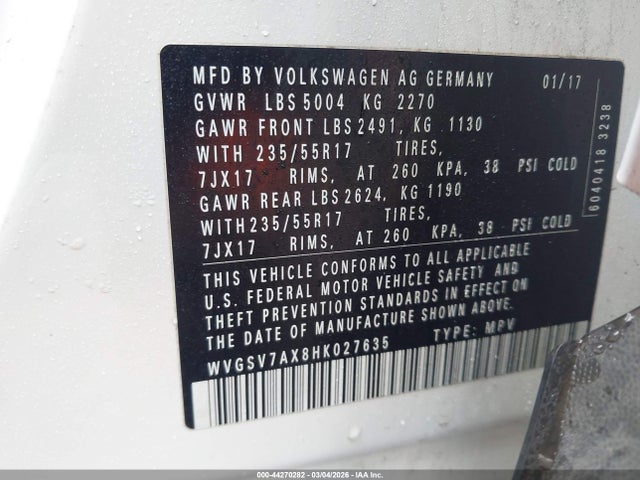 MFD BY VOLKSWAGEN AG GERMANY 01/17
GVWR LBS 5004 KG 2270
GAWR FRONT LBS 2491, KG 1130
WITH 235/55R17 TIRES,
7JX17 RIMS, AT 260 KPA, 38 PSI COLD
GAWR REAR LBS 2624, KG 1190
WITH235/55R17 TIRES,
7JX17 RIMS, AT 260 KPA, 38 PSI COLD
THIS VEHICLE CONFORMS TO ALL APPLICABLE
U.S. FEDERAL MOTOR VEHICLE SAFETY AND
THEFT PREVENTION STANDARDS IN EFFECT ON
THE DATE OF MANUFACTURE SHOWN ABOVE.
WVGSV7AX8HK027635 TYPE: MPV
6040418 3238
000-44270282 - 03/04/2026 - IAA Inc.